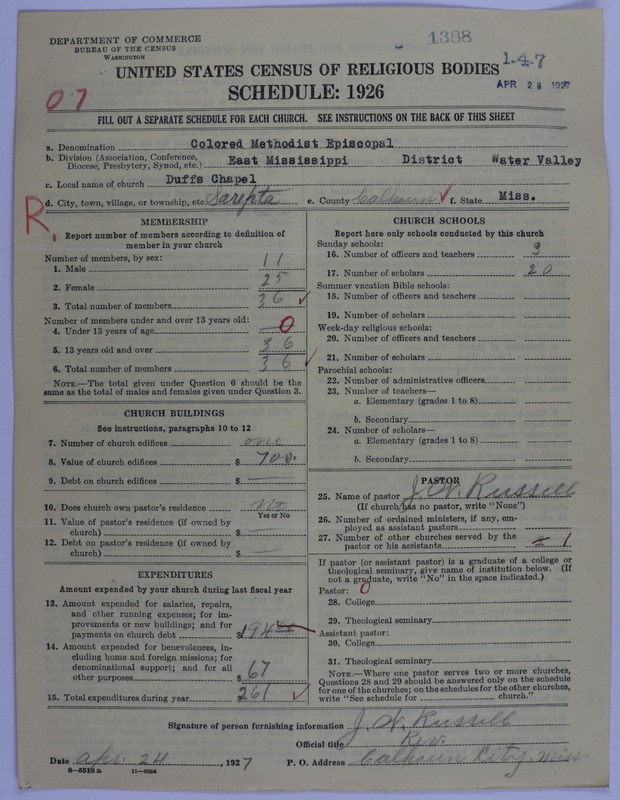 DEPARTMENT OF COMMERCE
BUREAU OF THE CENSUS
WASHINGTON
1388
1-4-7
APR 28 1927
07
UNITED STATES CENSUS OF RELIGIOUS BODIES
SCHEDULE: 1926
FILL OUT A SEPARATE SCHEDULE FOR EACH CHURCH. SEE INSTRUCTIONS ON THE BACK OF THIS SHEET
a. Denomination Colored Methodist Episcopal
b. Division (Association, Conference, Diocese, Presbytery, Synod, etc.) East Mississippi District Water Valley
c. Local name of church Duffs Chapel
d. City, town, village, or township, etc. Sarepta e. County Calhoun ✓ f. State Miss.
R.
MEMBERSHIP
Report number of members according to definition of
member in your church
Number of members, by sex:
1. Male 11
2. Female 25
3. Total number of members 36 ✓
Number of members under and over 13 years old:
4. Under 13 years of age 0
5. 13 years old and over 36
6. Total number of members 36 ✓
NOTE.—The total given under Question 6 should be the
same as the total of males and females given under Question 3.
CHURCH BUILDINGS
See instructions, paragraphs 10 to 12
7. Number of church edifices one
8. Value of church edifices $ 700.
9. Debt on church edifices $
10. Does church own pastor's residence No
Yes or No
11. Value of pastor's residence (if owned by
church) $
12. Debt on pastor's residence (if owned by
church) $
EXPENDITURES
Amount expended by your church during last fiscal year
13. Amount expended for salaries, repairs,
and other running expenses; for im-
provements or new buildings; and for
payments on church debt $194
14. Amount expended for benevolences, in-
cluding home and foreign missions; for
denominational support; and for all
other purposes $ 67
15. Total expenditures during year $ 261 ✓
CHURCH SCHOOLS
Report here only schools conducted by this church
Sunday schools:
16. Number of officers and teachers 3
17. Number of scholars 20
Summer vacation Bible schools:
18. Number of officers and teachers
19. Number of scholars
Week-day religious schools:
20. Number of officers and teachers
21. Number of scholars
Parochial schools:
22. Number of administrative officers
23. Number of teachers—
a. Elementary (grades 1 to 8)
b. Secondary
24. Number of scholars—
a. Elementary (grades 1 to 8)
b. Secondary
PASTOR
25. Name of pastor J. W. Russell
(If church has no pastor, write "None")
26. Number of ordained ministers, if any, em-
ployed as assistant pastors
27. Number of other churches served by the
pastor or his assistants 1
If pastor (or assistant pastor) is a graduate of a college or
theological seminary, give name of institution below. (If
not a graduate, write "No" in the space indicated.)
Pastor: 0
28. College
29. Theological seminary
Assistant pastor:
30. College
31. Theological seminary
NOTE.—Where one pastor serves two or more churches,
Questions 28 and 29 should be answered only on the schedule
for one of the churches; on the schedules for the other churches,
write "See schedule for church."
Signature of person furnishing information J. W. Russell
Official title Rev.
Date Apr. 24, 1927 P. O. Address Calhoun City, Miss
8—5518 a 11—9054